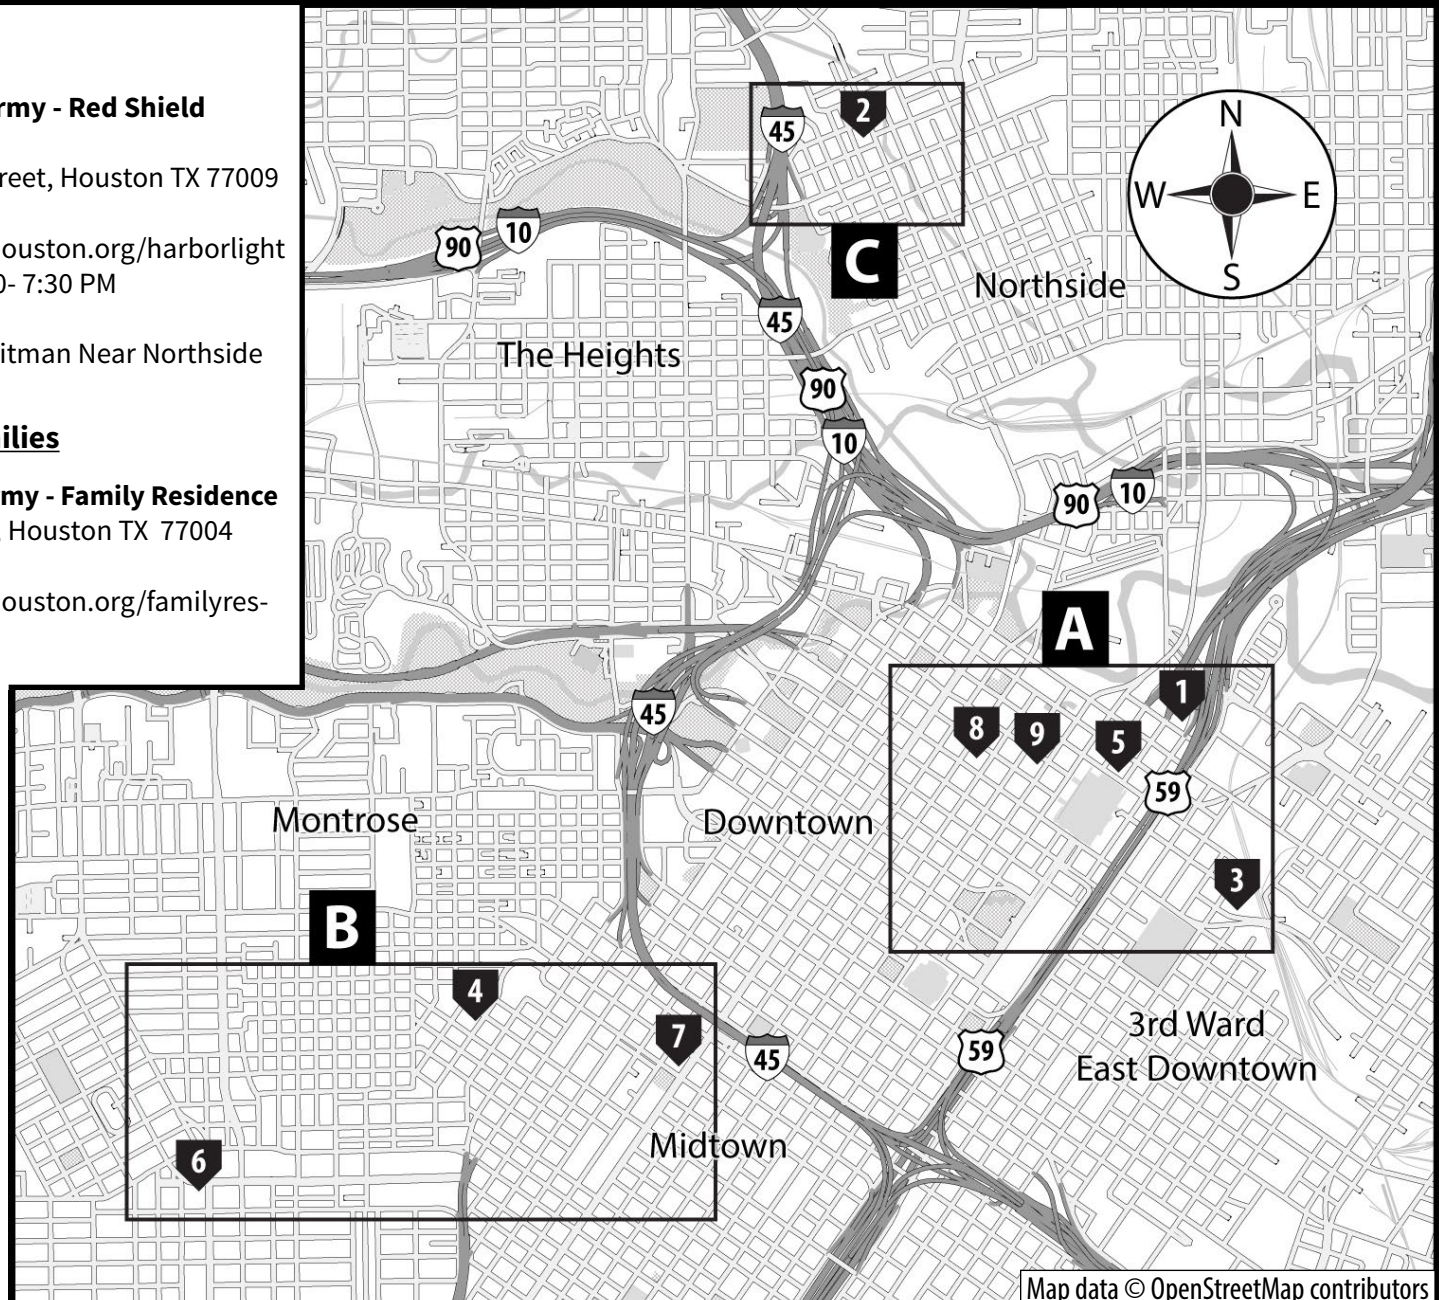 rmy - Red Shield
reet, Houston TX 77009
ouston.org/harborlight
0- 7:30 PM
itman Near Northside
ilies
rmy - Family Residence
, Houston TX 77004
ouston.org/familyres-
45
2
N
W E
S
90
10
C
Northside
45
The Heights
90
10
90
10
A
1
45
8
9
5
59
Montrose
Downtown
3
B
4
7
3rd Ward
East Downtown
45
59
Midtown
6
Map data © OpenStreetMap contributors